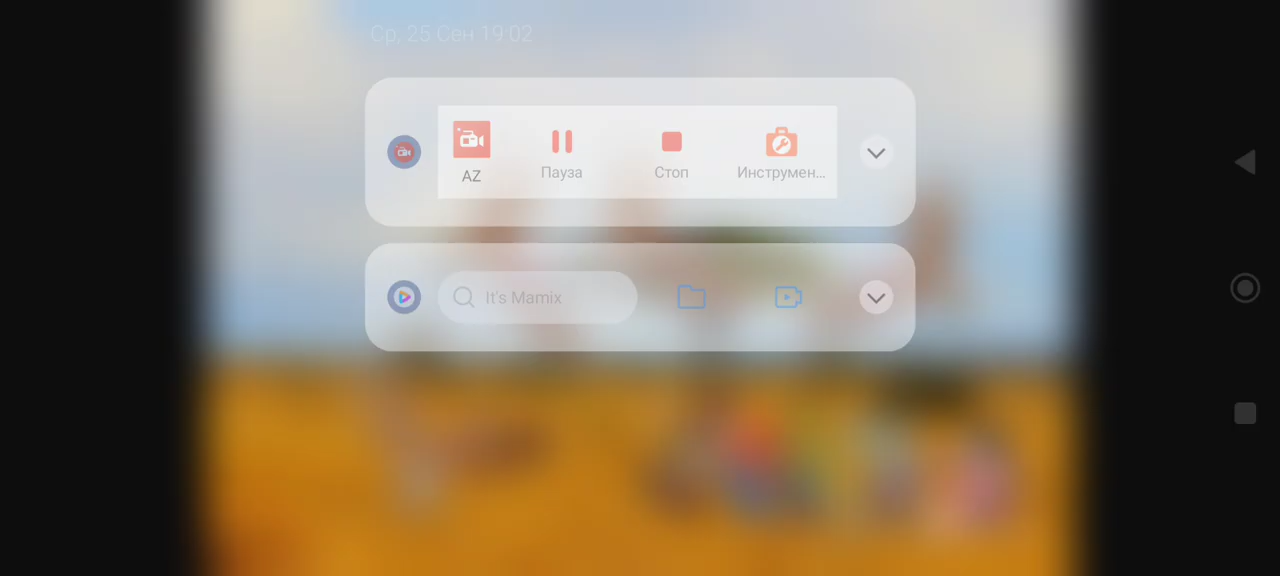 Ср, 25 Сен 19:02
AZ
Пауза
Стоп
Инструмен...
It's Mamix